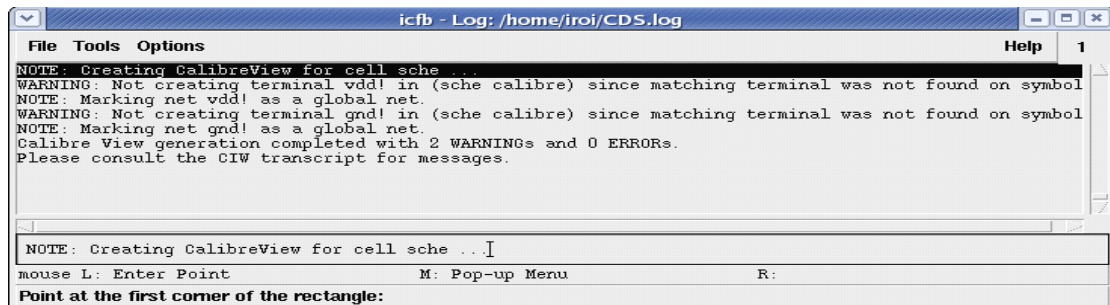 icfb - Log: /home/iroi/CDS.log
File Tools Options Help 1
NOTE: Creating CalibreView for cell sche ...
WARNING: Not creating terminal vdd! in (sche calibre) since matching terminal was not found on symbol
NOTE: Marking net vdd! as a global net.
WARNING: Not creating terminal gnd! in (sche calibre) since matching terminal was not found on symbol
NOTE: Marking net gnd! as a global net.
Calibre View generation completed with 2 WARNINGs and 0 ERRORs.
Please consult the CIW transcript for messages.
NOTE: Creating CalibreView for cell sche ...
mouse L: Enter Point M: Pop-up Menu R:
Point at the first corner of the rectangle: